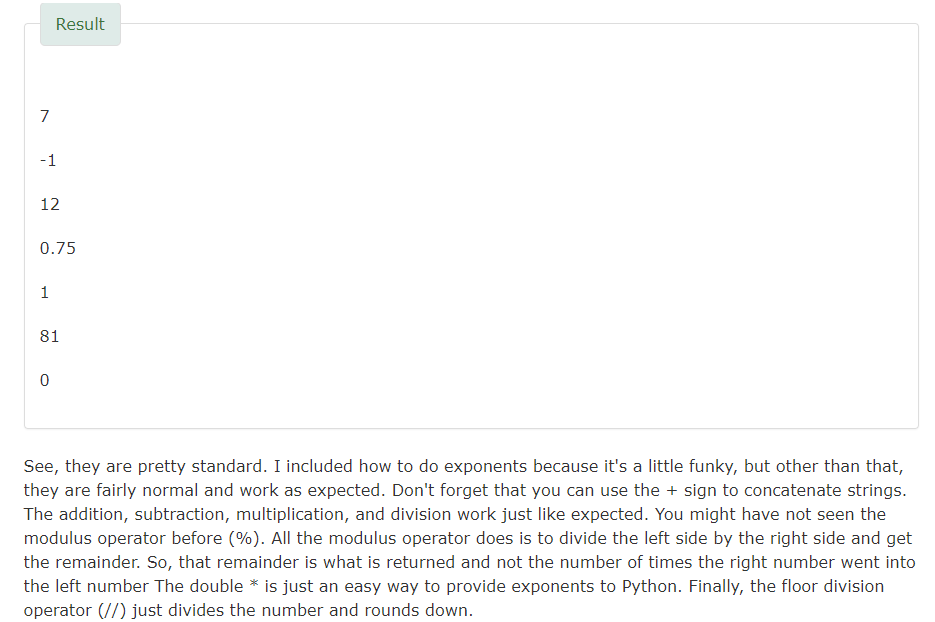 Result
7
-1
12
0.75
1
81
0
See, they are pretty standard. I included how to do exponents because it's a little funky, but other than that,
they are fairly normal and work as expected. Don't forget that you can use the + sign to concatenate strings.
The addition, subtraction, multiplication, and division work just like expected. You might have not seen the
modulus operator before (%). All the modulus operator does is to divide the left side by the right side and get
the remainder. So, that remainder is what is returned and not the number of times the right number went into
the left number The double * is just an easy way to provide exponents to Python. Finally, the floor division
operator (//) just divides the number and rounds down.